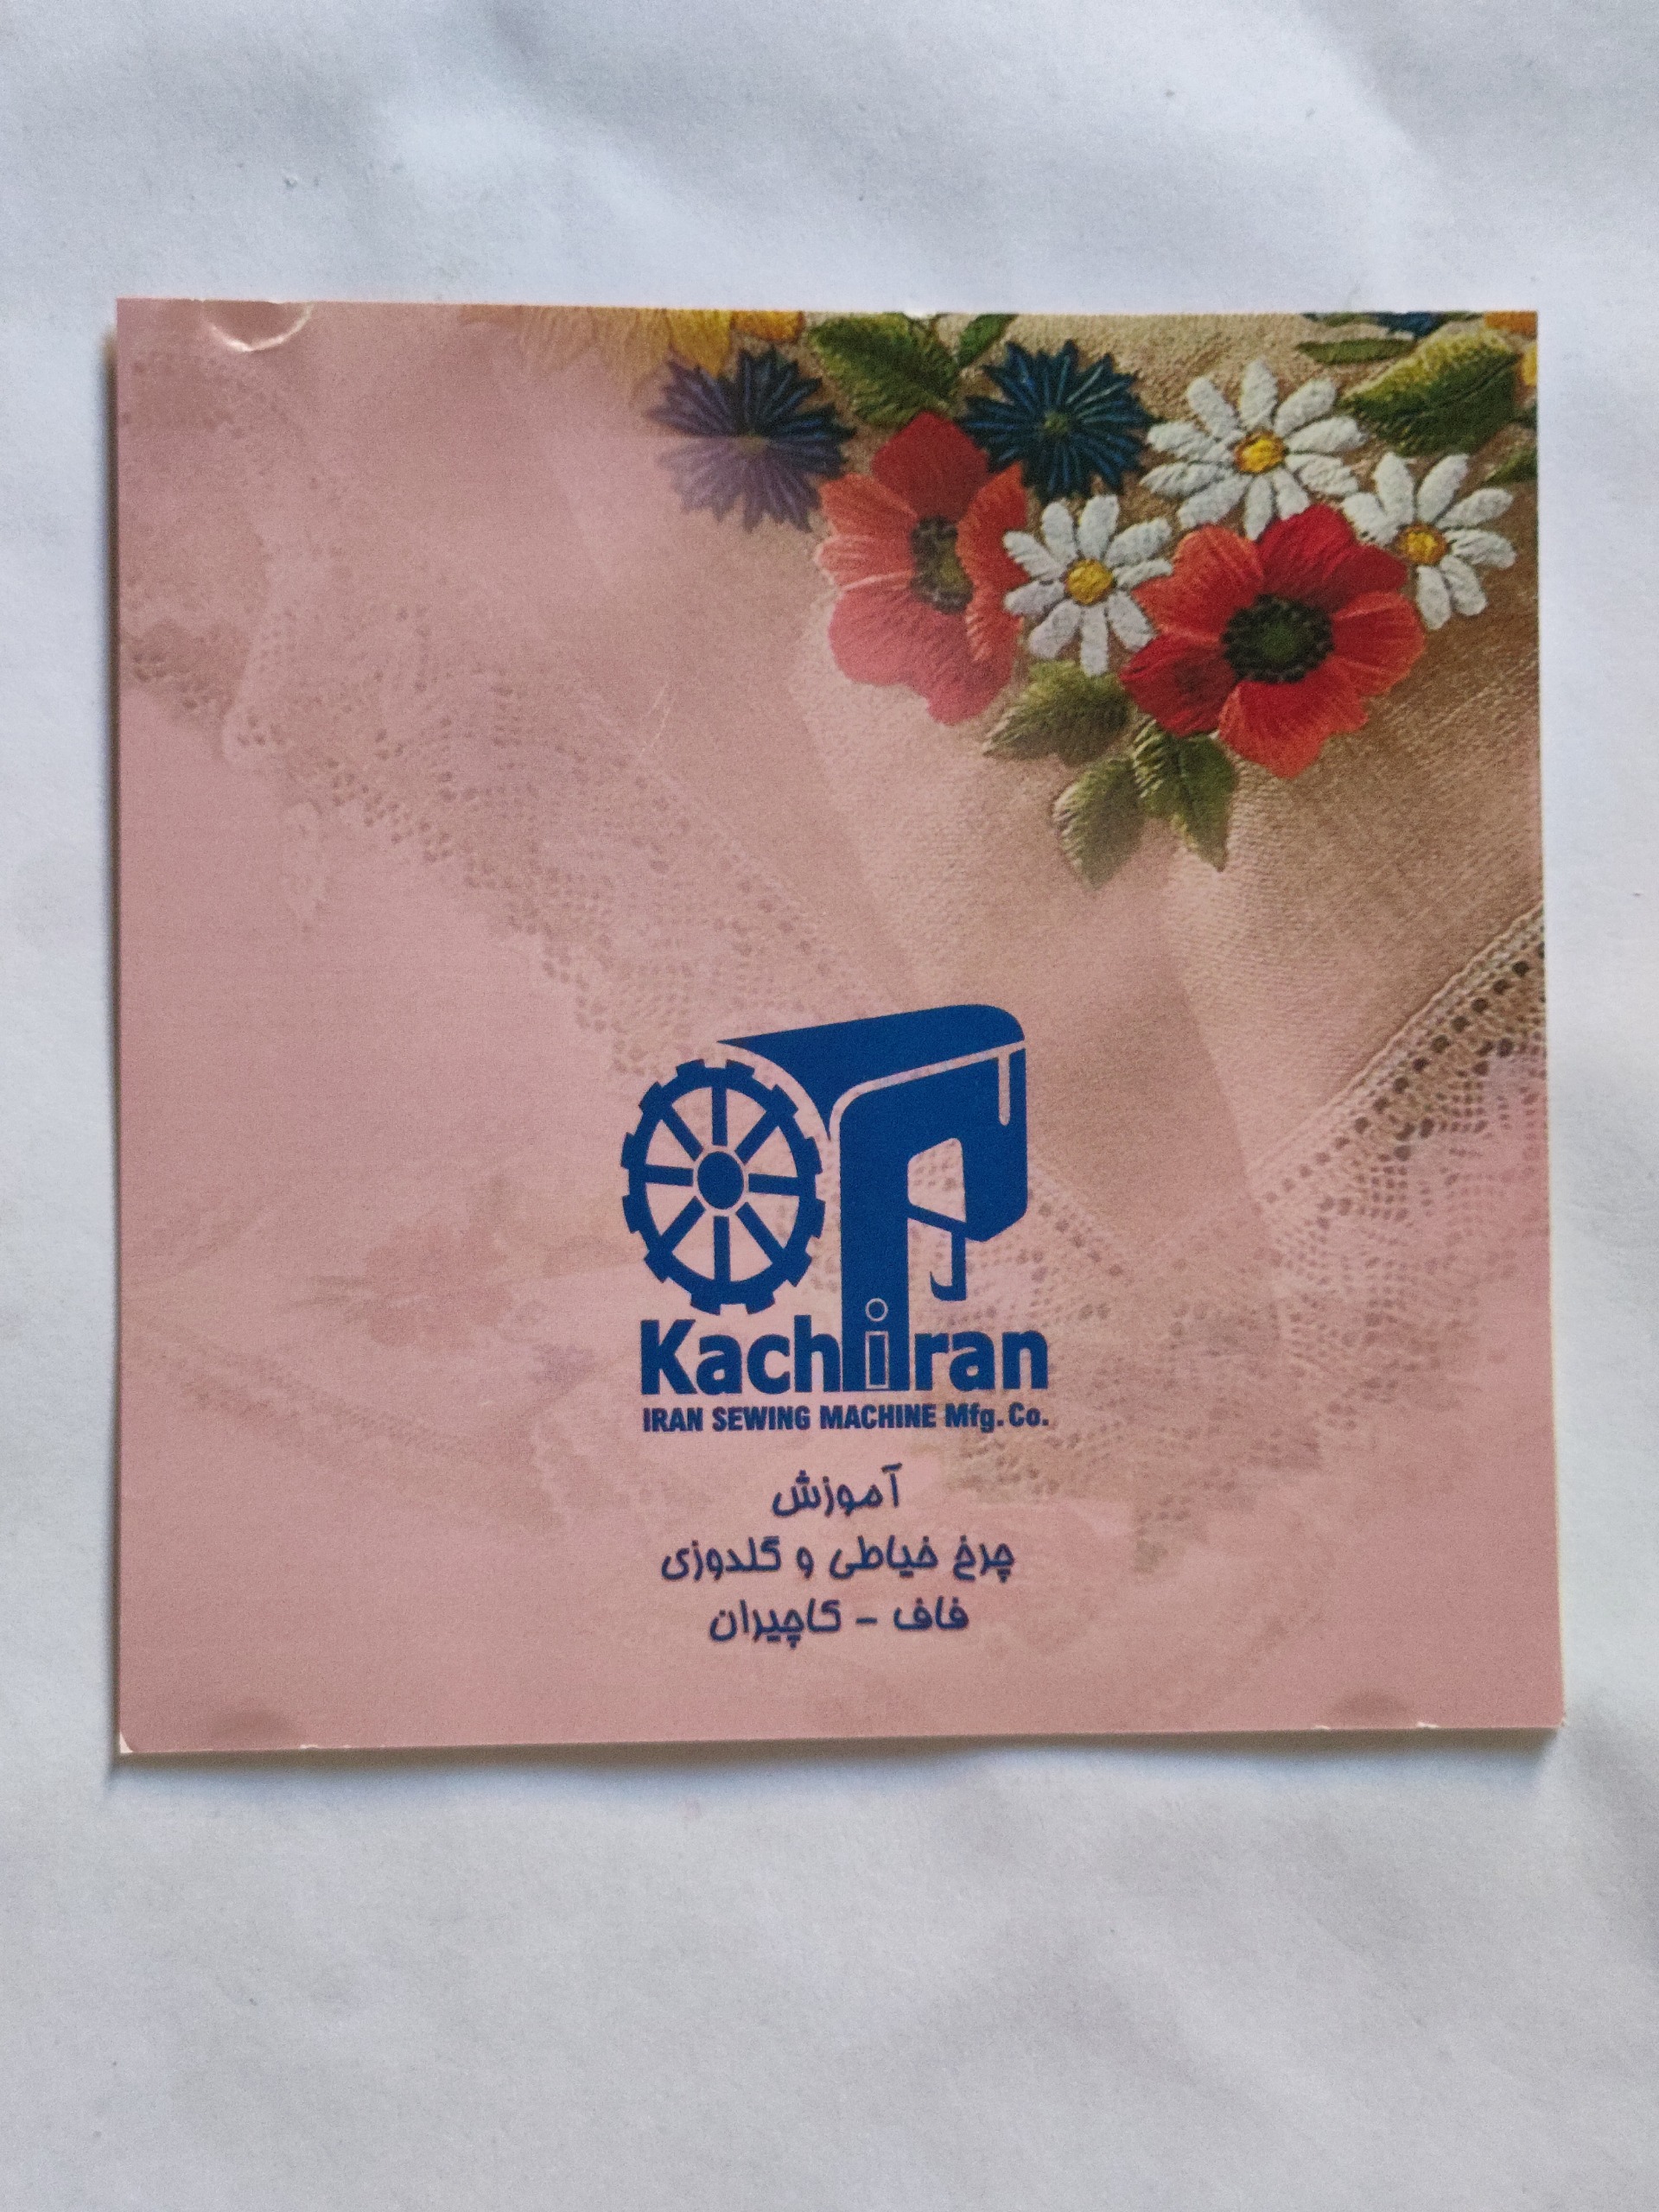 Kachiran
IRAN SEWING MACHINE Mfg. Co.
آموزش
چرخ خیاطی و گلدوزی
فاف - کاچیران